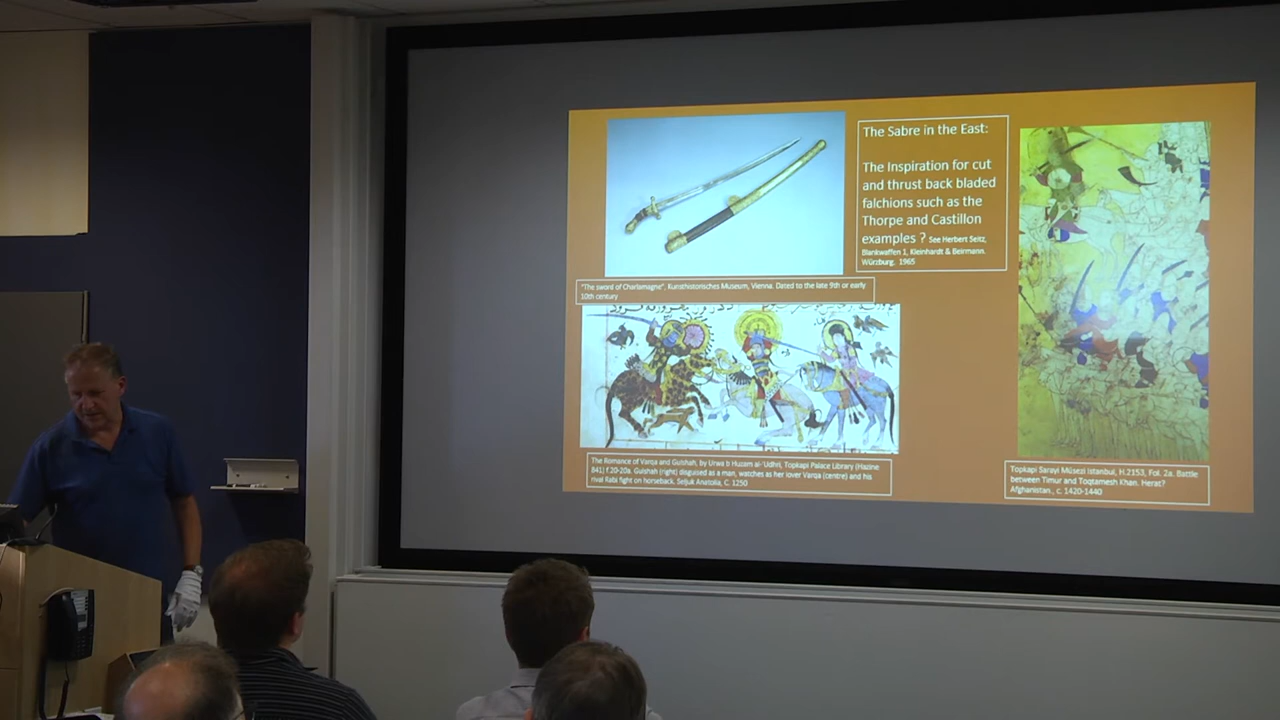 The Sabre in the East:
The Inspiration for cut
and thrust back bladed
falchions such as the
Thorpe and Castillon
examples ? See Herbert Seitz,
Blankwaffen 1, Kleinhardt & Beirmann.
Würzburg, 1965
"The sword of Charlamagne", Kunsthistorisches Museum, Vienna. Dated to the late 9th or early
10th century
The Romance of Varqa and Gulshah, by Urwa b Huzam al-'Udhri, Topkapi Palace Library (Hazine
841) f.20-20a. Gulshah (right) disguised as a man, watches as her lover Varqa (centre) and his
rival Rabi fight on horseback. Seljuk Anatolia, C. 1250
Topkapi Sarayi Müsezi Istanbul, H.2153, Fol. 2a. Battle
between Timur and Toqtamesh Khan. Herat?
Afghanistan., c. 1420-1440